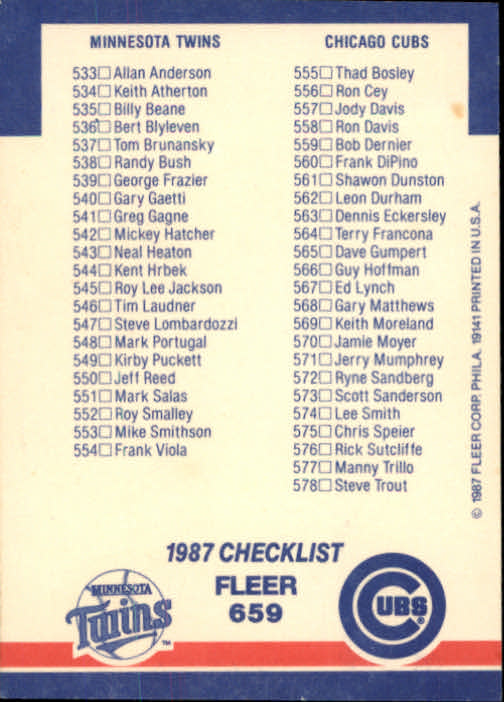 MINNESOTA TWINS
533 Allan Anderson
534 Keith Atherton
535 Billy Beane
536 Bert Blyleven
537 Tom Brunansky
538 Randy Bush
539 George Frazier
540 Gary Gaetti
541 Greg Gagne
542 Mickey Hatcher
543 Neal Heaton
544 Kent Hrbek
545 Roy Lee Jackson
546 Tim Laudner
547 Steve Lombardozzi
548 Mark Portugal
549 Kirby Puckett
550 Jeff Reed
551 Mark Salas
552 Roy Smalley
553 Mike Smithson
554 Frank Viola
CHICAGO CUBS
555 Thad Bosley
556 Ron Cey
557 Jody Davis
558 Ron Davis
559 Bob Dernier
560 Frank DiPino
561 Shawon Dunston
562 Leon Durham
563 Dennis Eckersley
564 Terry Francona
565 Dave Gumpert
566 Guy Hoffman
567 Ed Lynch
568 Gary Matthews
569 Keith Moreland
570 Jamie Moyer
571 Jerry Mumphrey
572 Ryne Sandberg
573 Scott Sanderson
574 Lee Smith
575 Chris Speier
576 Rick Sutcliffe
577 Manny Trillo
578 Steve Trout
© 1987 FLEER CORP. PHILA. 19141 PRINTED IN U.S.A.
1987 CHECKLIST
FLEER
659
MINNESOTA
Twins
TM
CUBS
®